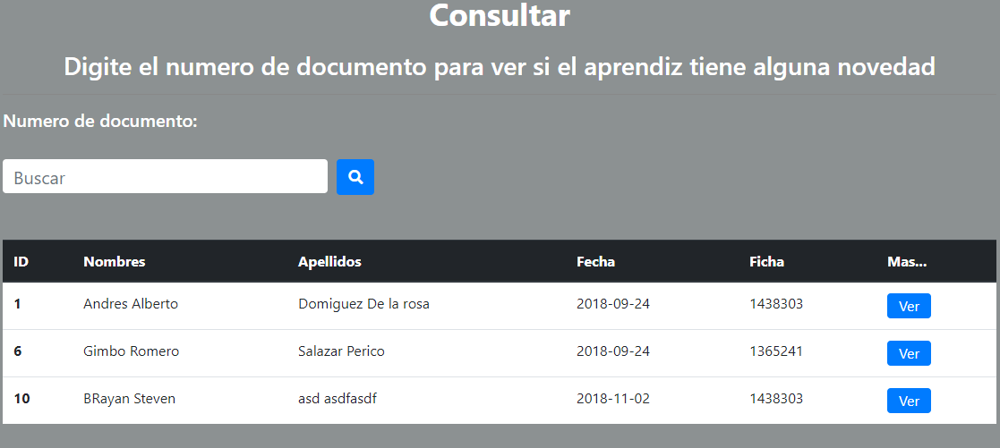 Consultar
Digite el numero de documento para ver si el aprendiz tiene alguna novedad
Numero de documento:
Buscar
ID Nombres Apellidos Fecha Ficha Mas...
1 Andres Alberto Domiguez De la rosa 2018-09-24 1438303 Ver
6 Gimbo Romero Salazar Perico 2018-09-24 1365241 Ver
10 BRayan Steven asd asdfasdf 2018-11-02 1438303 Ver